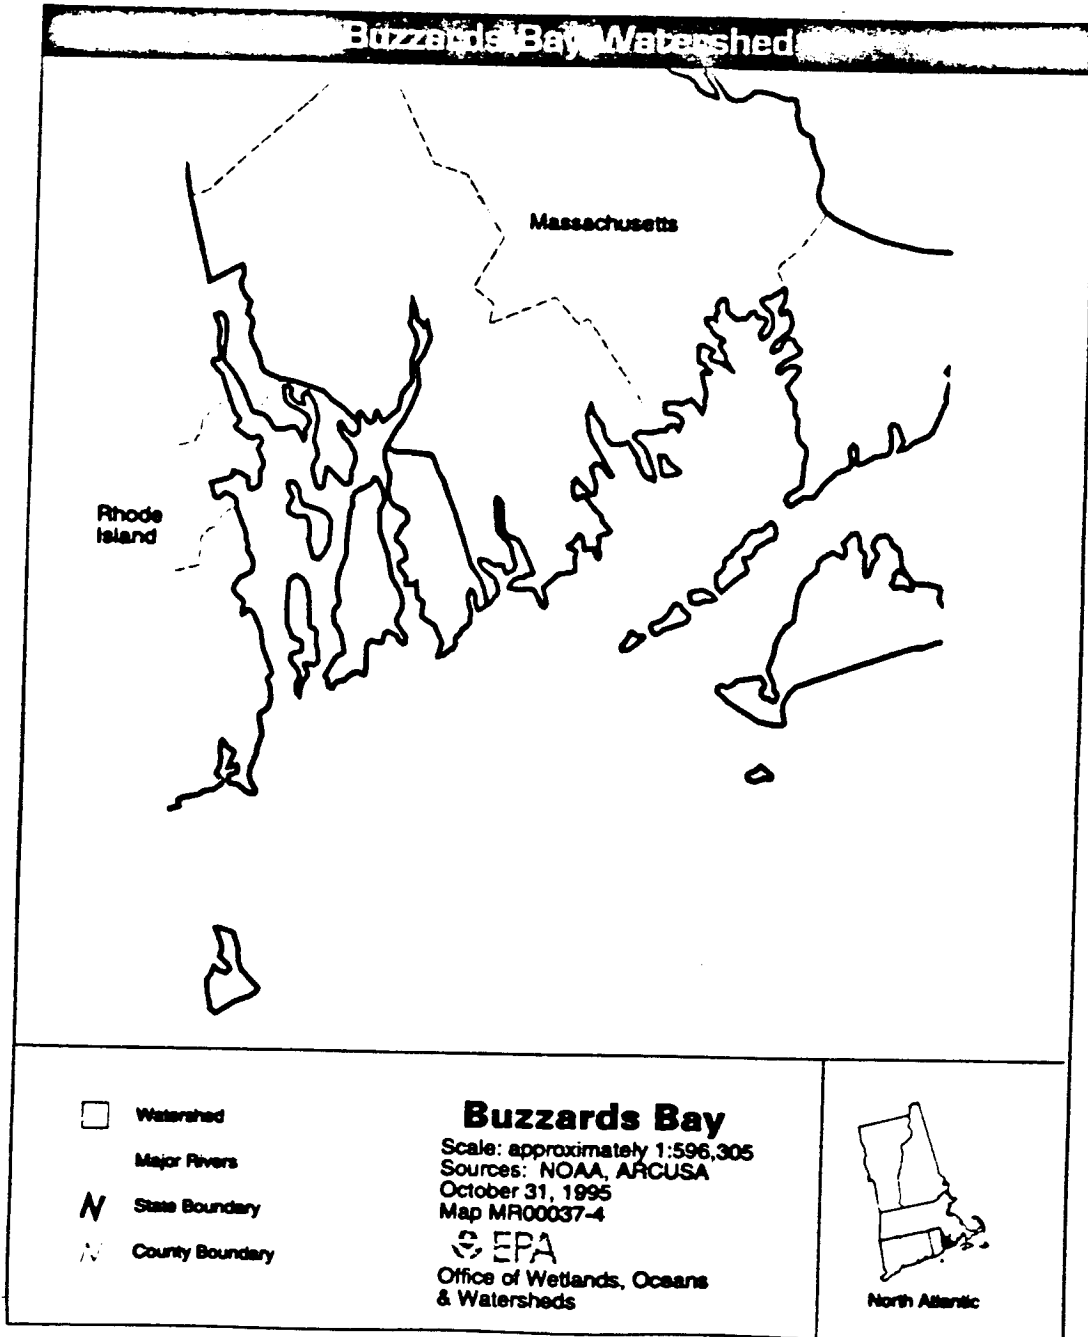 Buzzards Bay Watershed
Massachusetts
Rhode
Island
Watershed
Major Rivers
State Boundary
County Boundary
Buzzards Bay
Scale: approximately 1:596,305
Sources: NOAA, ARCUSA
October 31, 1995
Map MR00037-4
EPA
Office of Wetlands, Oceans
& Watersheds
North Atlantic